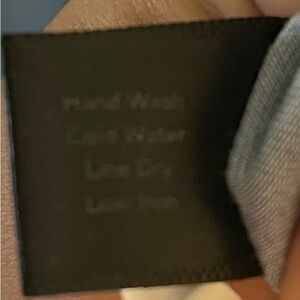 Hand Wash
Cold Water
Line Dry
Low Iron